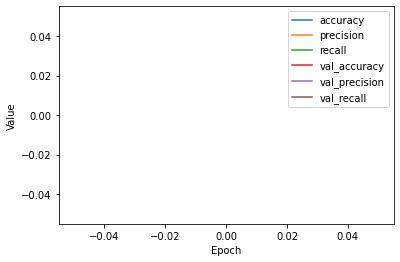 accuracy
precision
recall
val_accuracy
val_precision
val_recall
0.04
0.02
0.00
−0.02
−0.04
Value
−0.04
−0.02
0.00
0.02
0.04
Epoch